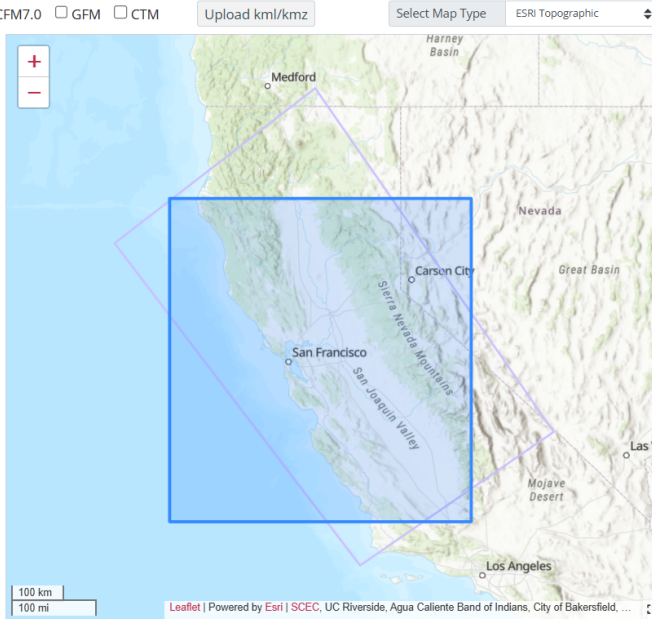 CFM7.0 GFM CTM Upload kml/kmz Select Map Type ESRI Topographic
Harney
Basin
+
Medford
−
Nevada
Great Basin
Carson City
Sierra Nevada Mountains
San Francisco
San Joaquin Valley
Las
Mojave
Desert
Los Angeles
100 km
100 mi
Leaflet | Powered by Esri | SCEC, UC Riverside, Agua Caliente Band of Indians, City of Bakersfield, ...